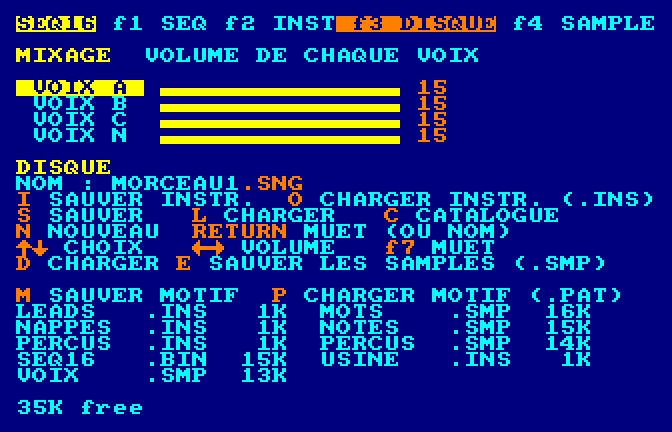 SEQ16 f1 SEQ f2 INST f3 DISQUE f4 SAMPLE
MIXAGE VOLUME DE CHAQUE VOIX
VOIX A 15
VOIX B 15
VOIX C 15
VOIX N 15
DISQUE
NOM : MORCEAU1.SNG
I SAUVER INSTR. O CHARGER INSTR. (.INS)
S SAUVER L CHARGER C CATALOGUE
N NOUVEAU RETURN MUET (OU NOM)
↑↓ CHOIX ↔ VOLUME f7 MUET
D CHARGER E SAUVER LES SAMPLES (.SMP)
M SAUVER MOTIF P CHARGER MOTIF (.PAT)
LEADS .INS 1K MOTS .SMP 16K
NAPPES .INS 1K NOTES .SMP 15K
PERCUS .INS 1K PERCUS .SMP 14K
SEQ16 .BIN 15K USINE .INS 1K
VOIX .SMP 13K
35K free